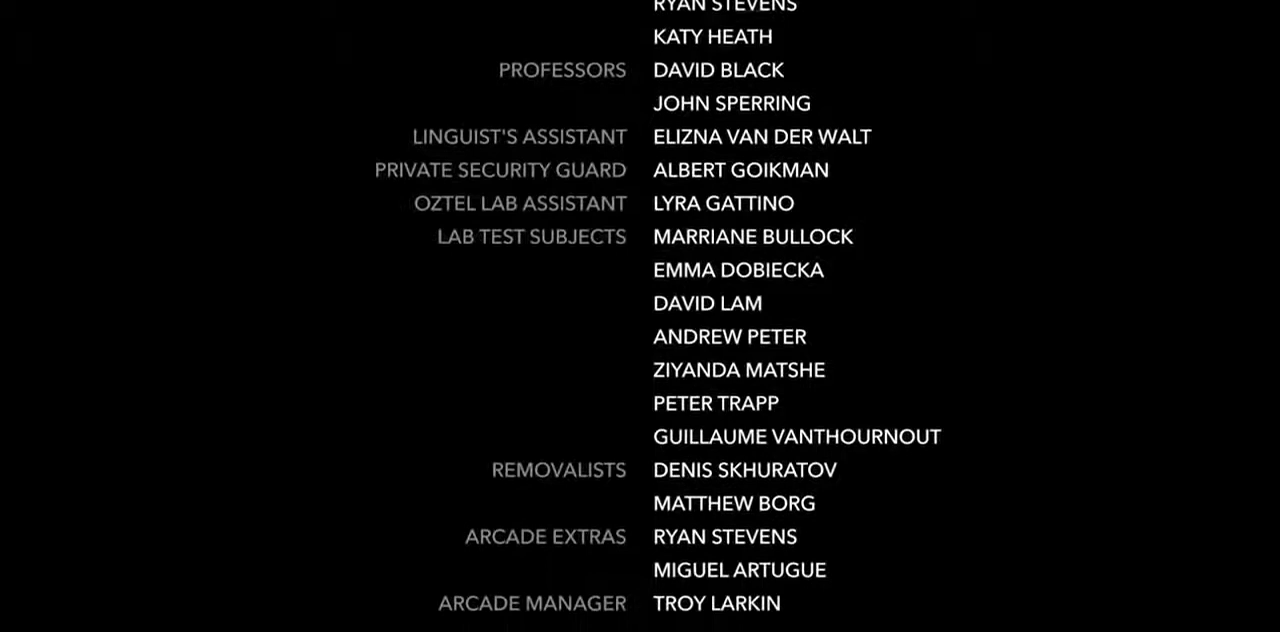 RYAN STEVENS
KATY HEATH
PROFESSORS DAVID BLACK
JOHN SPERRING
LINGUIST'S ASSISTANT ELIZNA VAN DER WALT
PRIVATE SECURITY GUARD ALBERT GOIKMAN
OZTEL LAB ASSISTANT LYRA GATTINO
LAB TEST SUBJECTS MARRIANE BULLOCK
EMMA DOBIECKA
DAVID LAM
ANDREW PETER
ZIYANDA MATSHE
PETER TRAPP
GUILLAUME VANTHOURNOUT
REMOVALISTS DENIS SKHURATOV
MATTHEW BORG
ARCADE EXTRAS RYAN STEVENS
MIGUEL ARTUGUE
ARCADE MANAGER TROY LARKIN